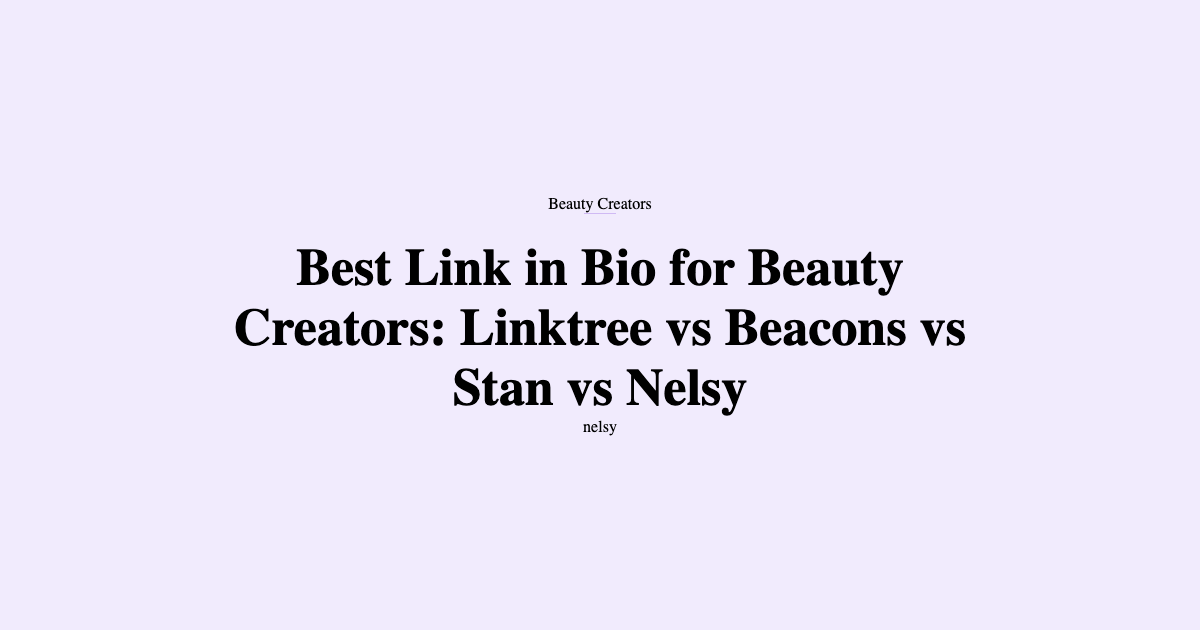 Beauty Creators
Best Link in Bio for Beauty
Creators: Linktree vs Beacons vs
Stan vs Nelsy
nelsy